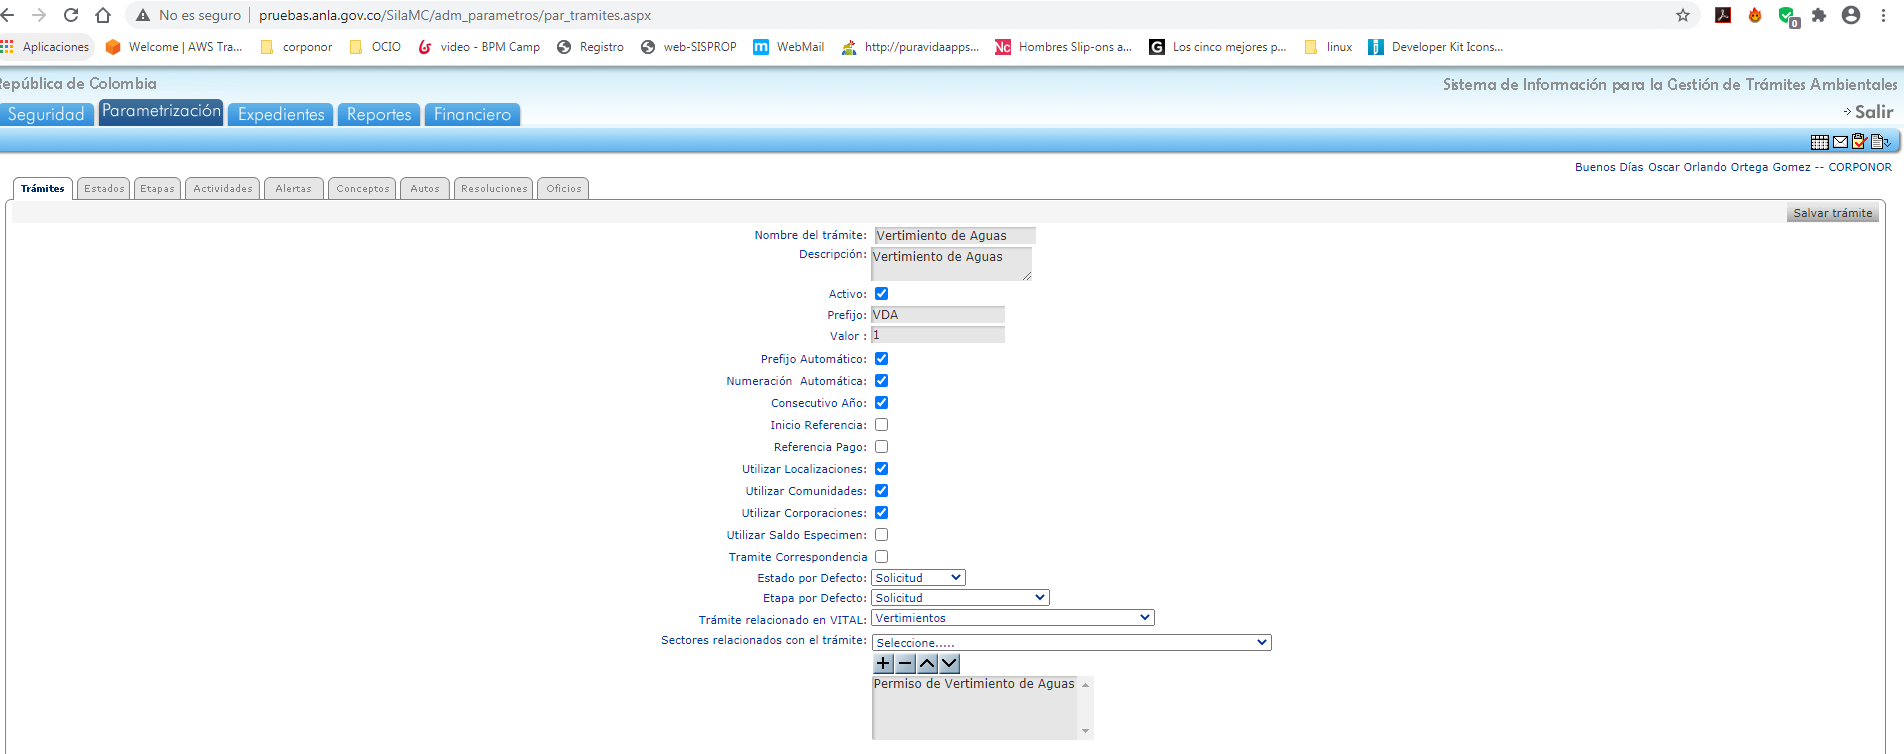 No es seguro | pruebas.anla.gov.co/SilaMC/adm_parametros/par_tramites.aspx
0
Aplicaciones Welcome | AWS Tra... corponor OCIO video - BPM Camp Registro web-SISPROP WebMail http://puravidaapps... Nc Hombres Slip-ons a... G Los cinco mejores p... linux Developer Kit Icons...
República de Colombia Sistema de Información para la Gestión de Trámites Ambientales
Seguridad Parametrización Expedientes Reportes Financiero Salir
Buenos Días Oscar Orlando Ortega Gomez -- CORPONOR
Trámites Estados Etapas Actividades Alertas Conceptos Autos Resoluciones Oficios
Salvar trámite
Nombre del trámite: Vertimiento de Aguas
Descripción: Vertimiento de Aguas
Activo:
Prefijo: VDA
Valor : 1
Prefijo Automático:
Numeración Automática:
Consecutivo Año:
Inicio Referencia:
Referencia Pago:
Utilizar Localizaciones:
Utilizar Comunidades:
Utilizar Corporaciones:
Utilizar Saldo Especimen:
Tramite Correspondencia
Estado por Defecto: Solicitud
Etapa por Defecto: Solicitud
Trámite relacionado en VITAL: Vertimientos
Sectores relacionados con el trámite: Seleccione.....
Permiso de Vertimiento de Aguas